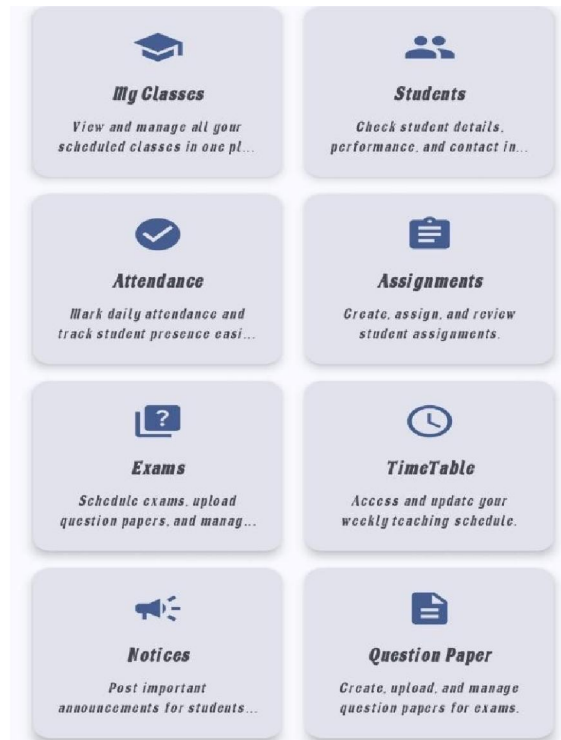 My Classes
View and manage all your
scheduled classes in one pl...
Students
Check student details,
performance, and contact in...
Attendance
Mark daily attendance and
track student presence easi...
Assignments
Create, assign, and review
student assignments.
?
Exams
Schedule exams, upload
question papers, and manag...
TimeTable
Access and update your
weekly teaching schedule.
Notices
Post important
announcements for students...
Question Paper
Create, upload, and manage
question papers for exams.